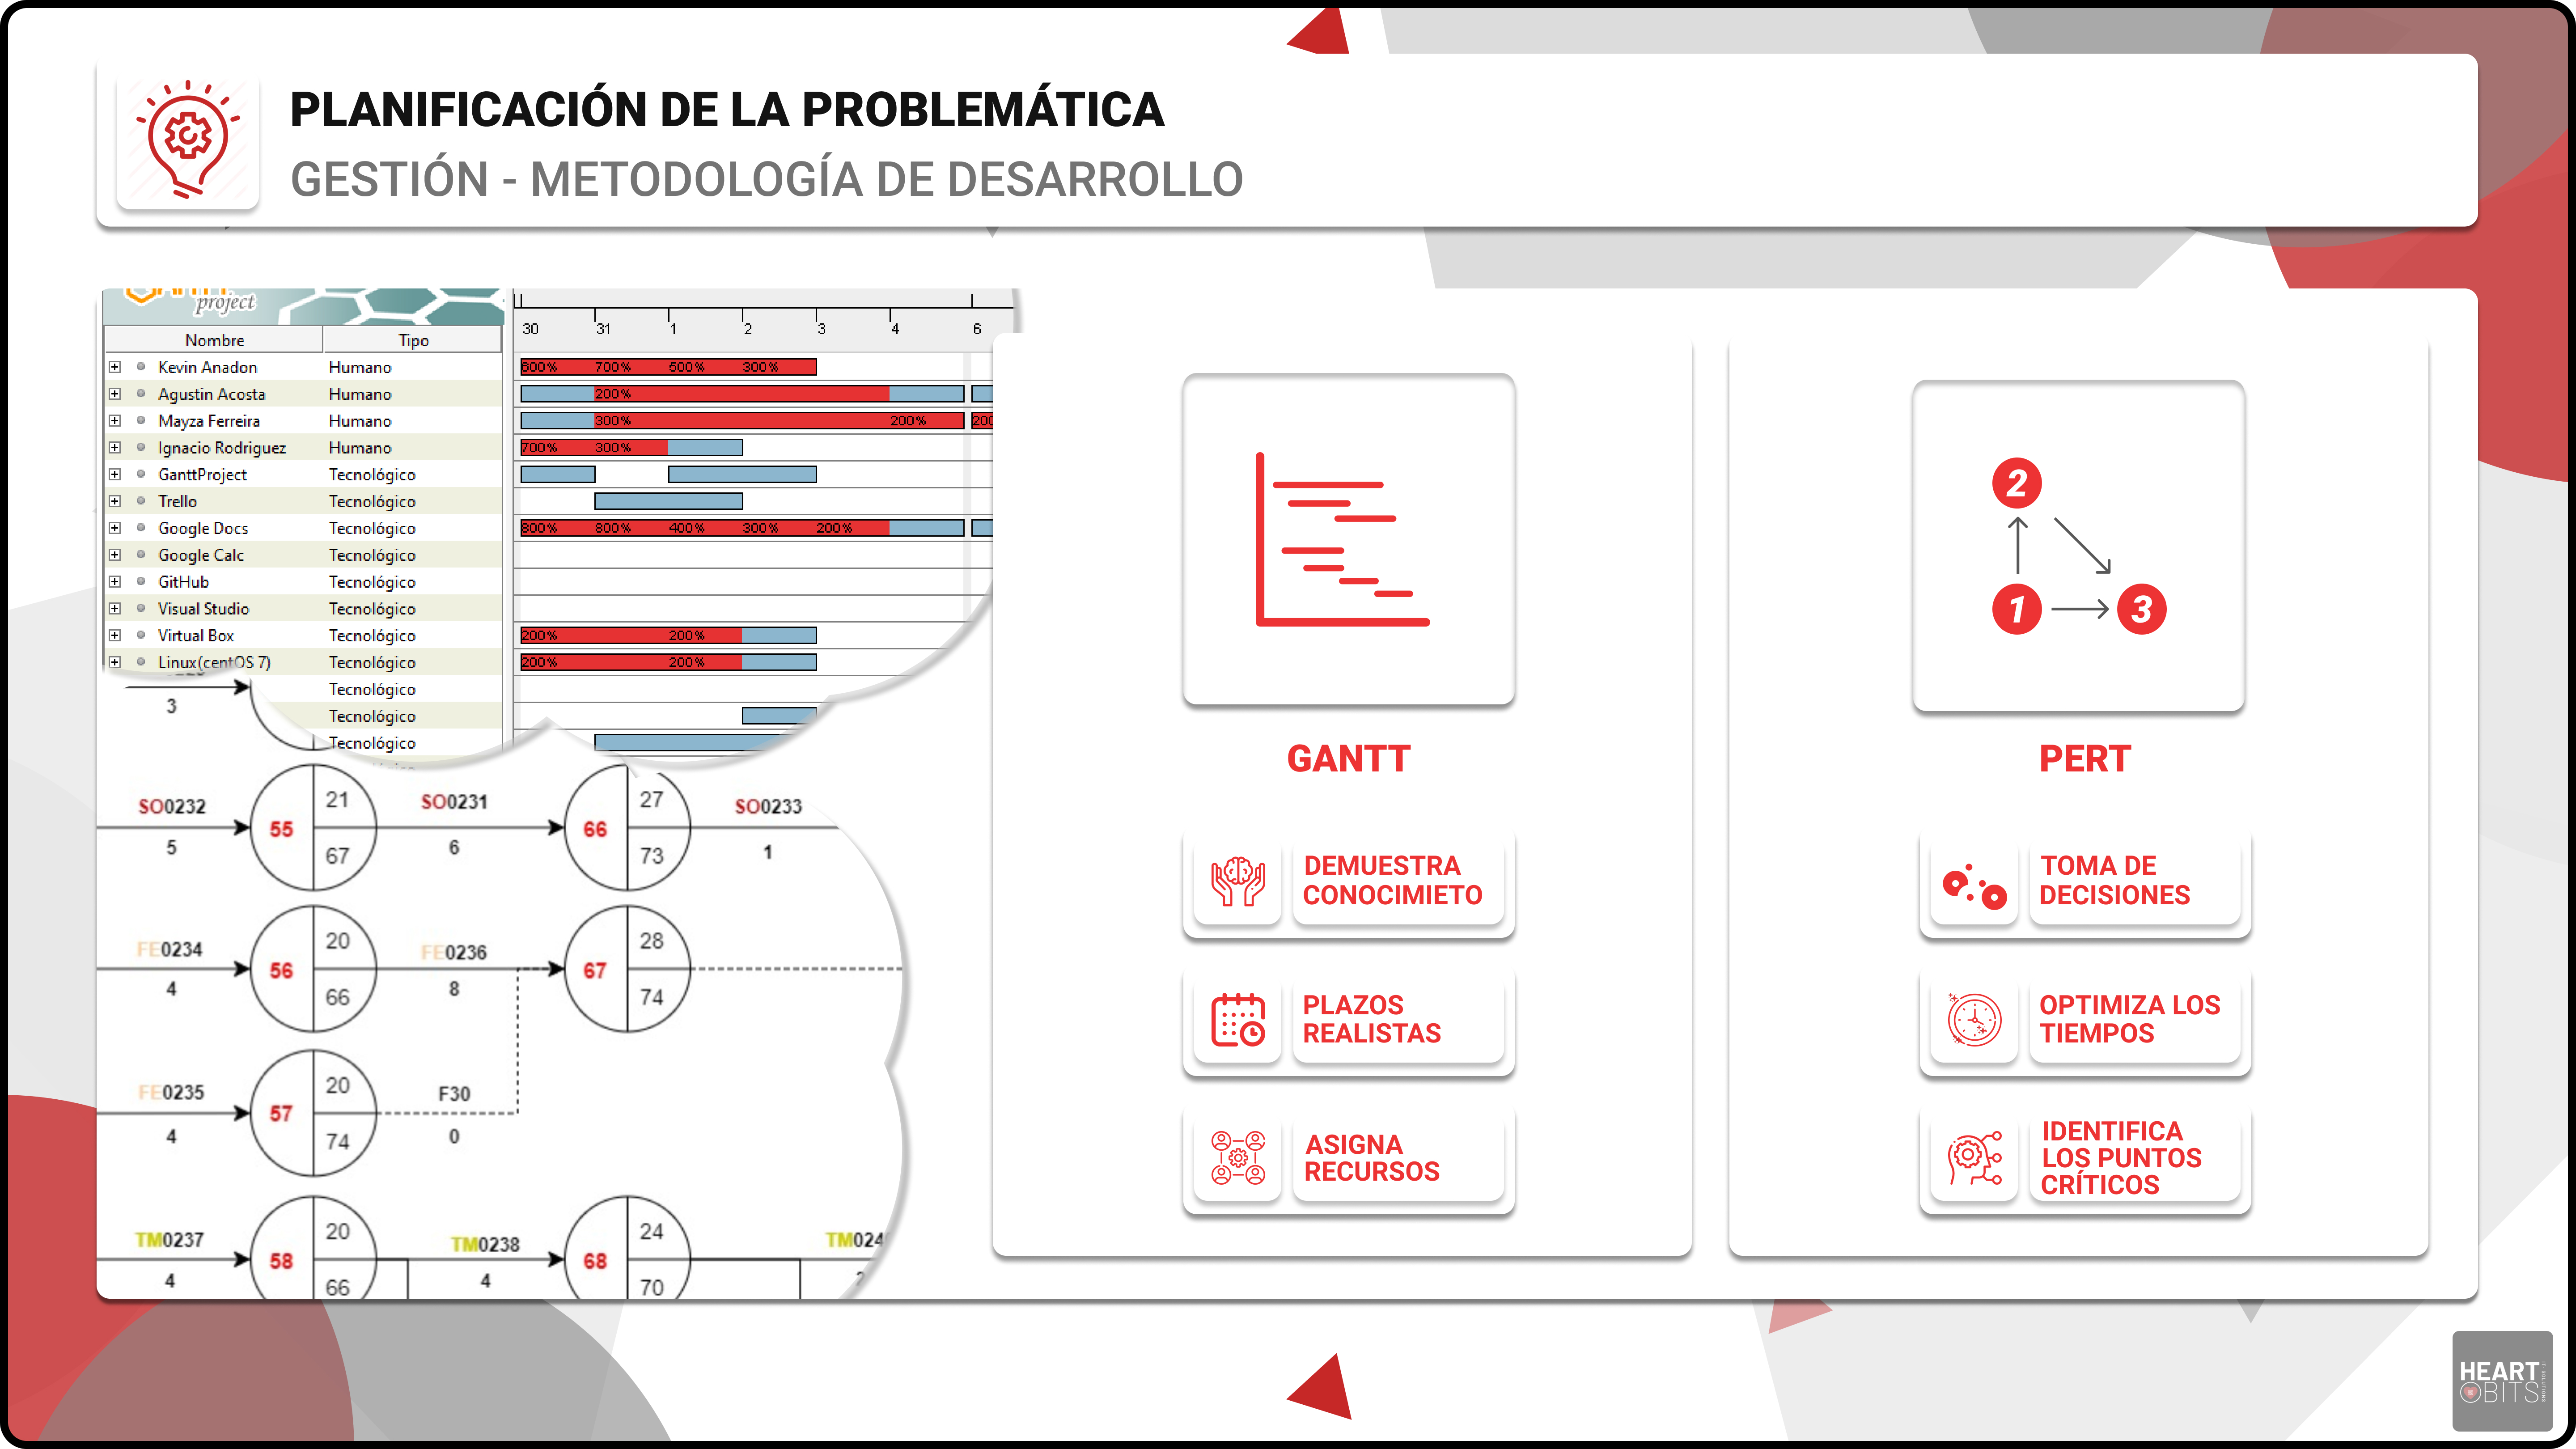 PLANIFICACIÓN DE LA PROBLEMÁTICA
GESTIÓN - METODOLOGÍA DE DESARROLLO
project
Nombre Tipo
30 31 1 2 3 4 6
Kevin Anadon Humano 600% 700% 500% 300%
Agustin Acosta Humano 200%
Mayza Ferreira Humano 300% 200% 200
Ignacio Rodriguez Humano 700% 300%
GanttProject Tecnológico
Trello Tecnológico
Google Docs Tecnológico 800% 800% 400% 300% 200%
Google Calc Tecnológico
GitHub Tecnológico
Visual Studio Tecnológico
Virtual Box Tecnológico 200% 200%
Linux(centOS 7) Tecnológico 200% 200%
Tecnológico
Tecnológico
Tecnológico
3
SO0232 5 55 21 67 SO0231 6 66 27 73 SO0233 1
FE0234 4 56 20 66 FE0236 8 67 28 74
FE0235 4 57 20 74 F30 0
TM0237 4 58 20 66 TM0238 4 68 24 70 TM024
GANTT
DEMUESTRA
CONOCIMIETO
PLAZOS
REALISTAS
ASIGNA
RECURSOS
2
1 3
PERT
TOMA DE
DECISIONES
OPTIMIZA LOS
TIEMPOS
IDENTIFICA
LOS PUNTOS
CRÍTICOS
HEART
BITS